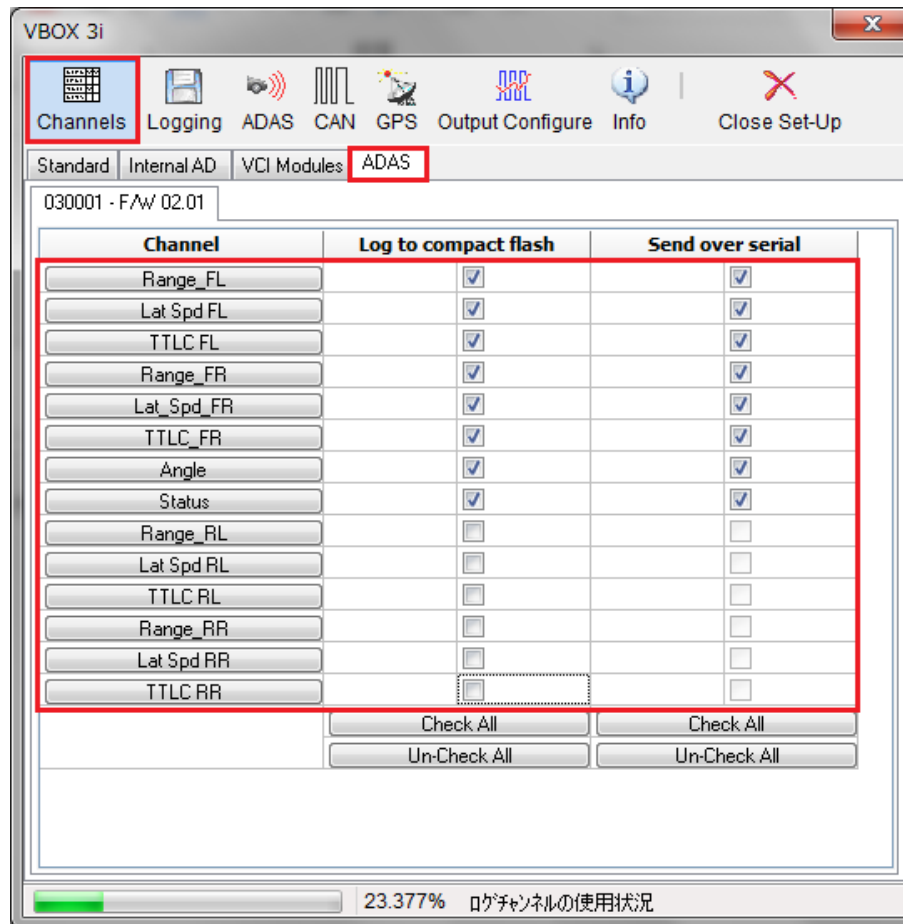 VBOX 3i
Channels Logging ADAS CAN GPS Output Configure Info Close Set-Up
Standard Internal AD VCI Modules ADAS
030001 - F/W 02.01
Channel Log to compact flash Send over serial
Range_FL
Lat Spd FL
TTLC FL
Range_FR
Lat_Spd_FR
TTLC_FR
Angle
Status
Range_RL
Lat Spd RL
TTLC RL
Range_RR
Lat Spd RR
TTLC RR
Check All Check All
Un-Check All Un-Check All
23.377% ログチャンネルの使用状況